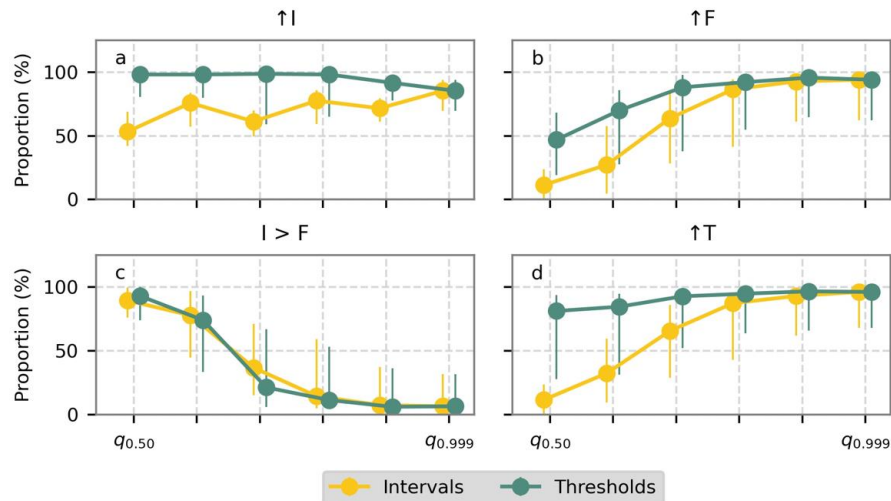 ↑I
↑F
Proportion (%)
100
50
0
a
b
I > F
↑T
Proportion (%)
100
50
0
c
d
q0.50
q0.999
q0.50
q0.999
Intervals
Thresholds